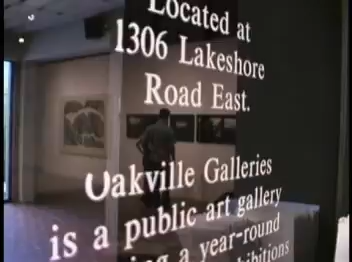 Located at
1306 Lakeshore
Road East.
Oakville Galleries
is a public art gallery
a year-round